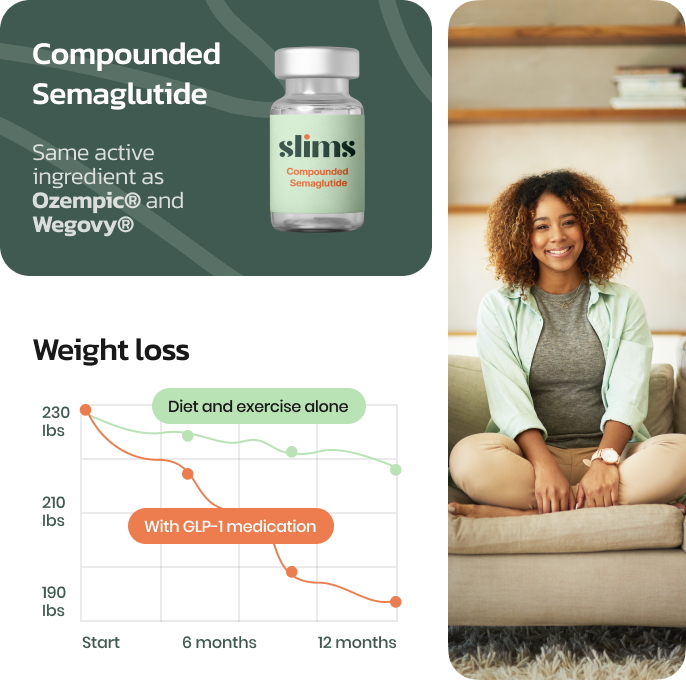 Compounded
Semaglutide
Same active
ingredient as
Ozempic® and
Wegovy®
slims
Compounded
Semaglutide
Weight loss
230
lbs
Diet and exercise alone
210
lbs
With GLP-1 medication
190
lbs
Start
6 months
12 months